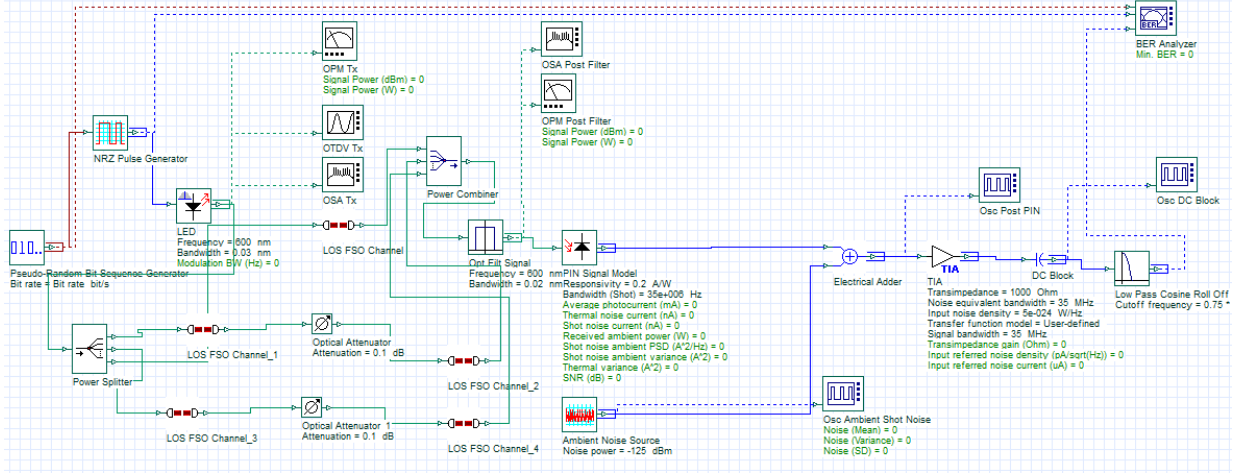 BER
BER Analyzer
Min. BER = 0
OPM Tx
Signal Power (dBm) = 0
Signal Power (W) = 0
OSA Post Filter
OPM Post Filter
Signal Power (dBm) = 0
Signal Power (W) = 0
NRZ Pulse Generator
OTDV Tx
OSA Tx
Power Combiner
LED
Frequency = 600 nm
Bandwidth = 0.03 nm
Modulation BW (Hz) = 0
LOS FSO Channel
Osc Post PIN
Osc DC Block
010...
Pseudo-Random Bit Sequence Generator
Bit rate = Bit rate bit/s
Opt Filt Signal
Frequency = 600 nm
Bandwidth = 0.02 nm
PIN Signal Model
Responsivity = 0.2 A/W
Bandwidth (Shot) = 35e+006 Hz
Average photocurrent (mA) = 0
Thermal noise current (nA) = 0
Shot noise current (nA) = 0
Received ambient power (W) = 0
Shot noise ambient PSD (A^2/Hz) = 0
Shot noise ambient variance (A^2) = 0
Thermal variance (A^2) = 0
SNR (dB) = 0
Electrical Adder
TIA
TIA
Transimpedance = 1000 Ohm
Noise equivalent bandwidth = 35 MHz
Input noise density = 5e-024 W/Hz
Transfer function model = User-defined
Signal bandwidth = 35 MHz
Transimpedance gain (Ohm) = 0
Input referred noise density (pA/sqrt(Hz)) = 0
Input referred noise current (uA) = 0
DC Block
Low Pass Cosine Roll Off
Cutoff frequency = 0.75 *
Power Splitter
LOS FSO Channel_1
Optical Attenuator
Attenuation = 0.1 dB
LOS FSO Channel_2
LOS FSO Channel_3
Optical Attenuator 1
Attenuation = 0.1 dB
LOS FSO Channel_4
Ambient Noise Source
Noise power = -125 dBm
Osc Ambient Shot Noise
Noise (Mean) = 0
Noise (Variance) = 0
Noise (SD) = 0